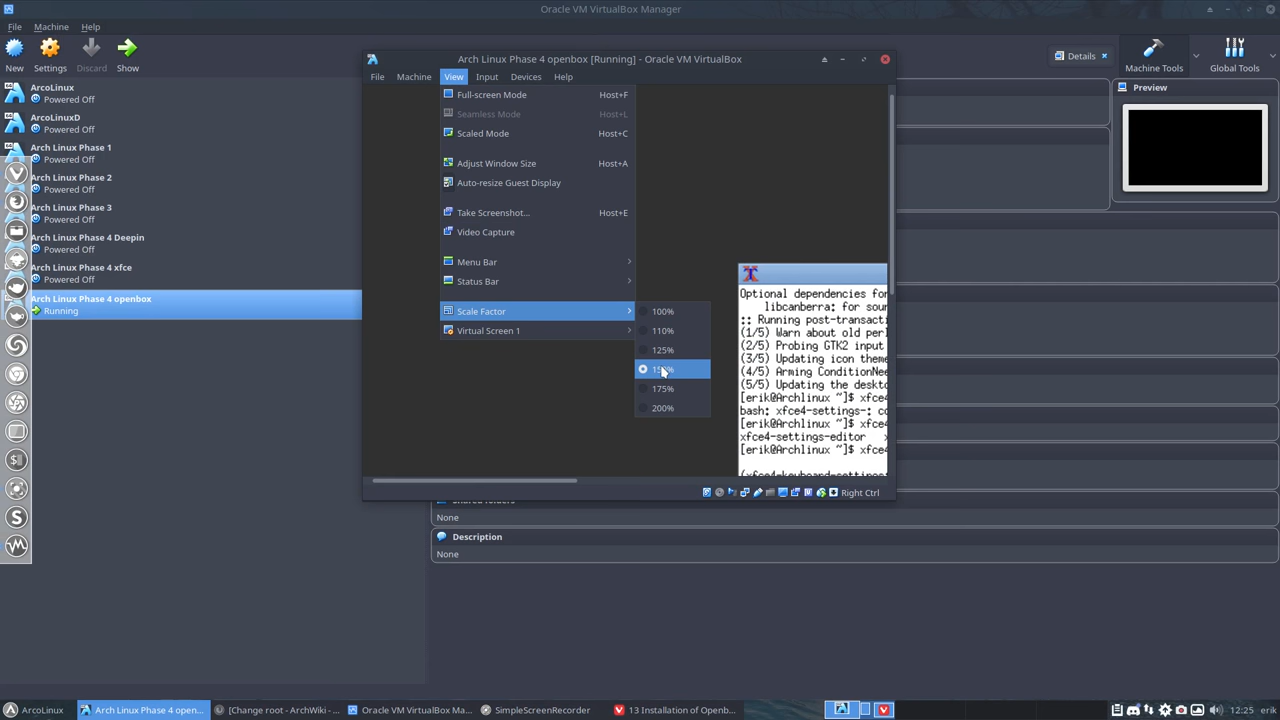 Oracle VM VirtualBox Manager
File Machine Help
New Settings Discard Show
Details
Machine Tools
Global Tools
ArcoLinux
Powered Off
ArcoLinuxD
Powered Off
Arch Linux Phase 1
Powered Off
Arch Linux Phase 2
Powered Off
Arch Linux Phase 3
Powered Off
Arch Linux Phase 4 Deepin
Powered Off
Arch Linux Phase 4 xfce
Powered Off
Arch Linux Phase 4 openbox
Running
Arch Linux Phase 4 openbox [Running] - Oracle VM VirtualBox
File Machine View Input Devices Help
Full-screen Mode Host+F
Seamless Mode Host+L
Scaled Mode Host+C
Adjust Window Size Host+A
Auto-resize Guest Display
Take Screenshot... Host+E
Video Capture
Menu Bar
Status Bar
Scale Factor
Virtual Screen 1
100%
110%
125%
175%
200%
Optional dependencies for
libcanberra: for sour
:: Running post-transacti
(1/5) Warn about old perl
(2/5) Probing GTK2 input
(3/5) Updating icon theme
(4/5) Arming ConditionNee
(5/5) Updating the deskto
[erik@Archlinux ~]$ xfce4
bash: xfce4-settings-: co
[erik@Archlinux ~]$ xfce4
xfce4-settings-editor x
[erik@Archlinux ~]$ xfce4
Right Ctrl
Preview
None
Description
None
ArcoLinux
Arch Linux Phase 4 open...
[Change root - ArchWiki - ...
Oracle VM VirtualBox Ma...
SimpleScreenRecorder
13 Installation of Openb...
12:25 erik